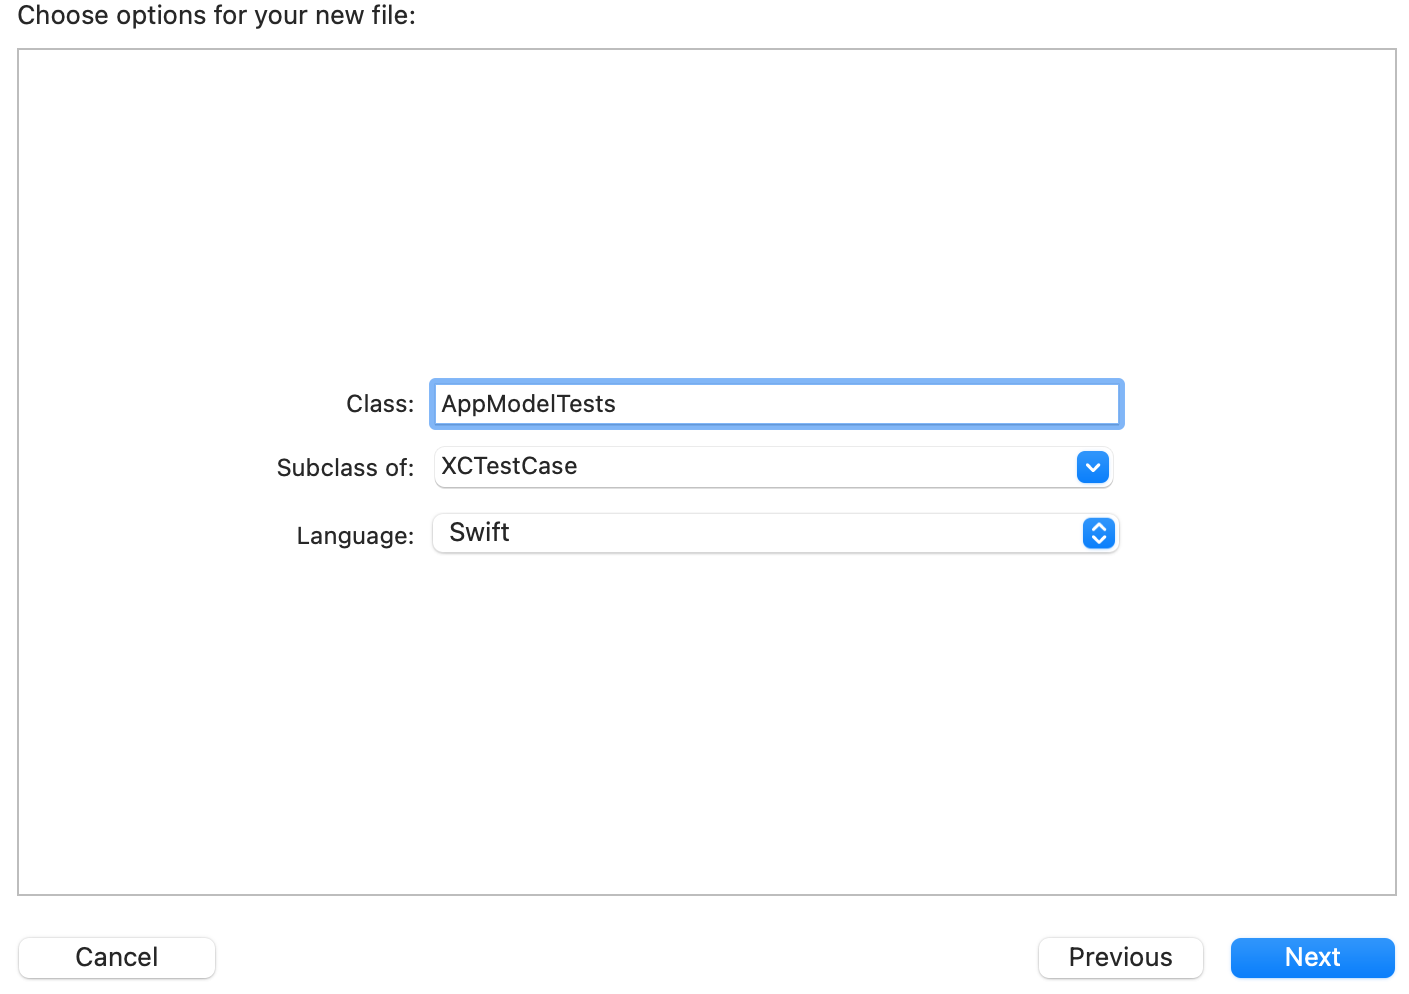 Choose options for your new file:
Class: AppModelTests
Subclass of: XCTestCase
Language: Swift
Cancel Previous Next